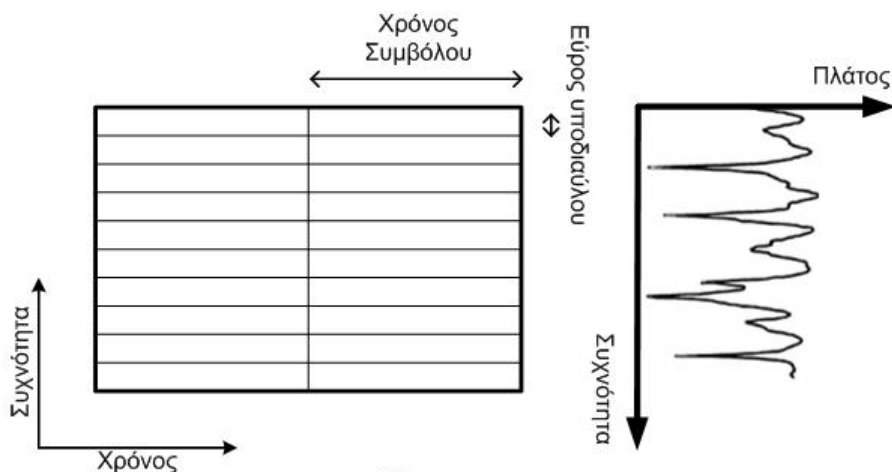 Χρόνος
Συμβόλου
Εύρος υποδιαύλου
Πλάτος
Συχνότητα
Συχνότητα
Χρόνος